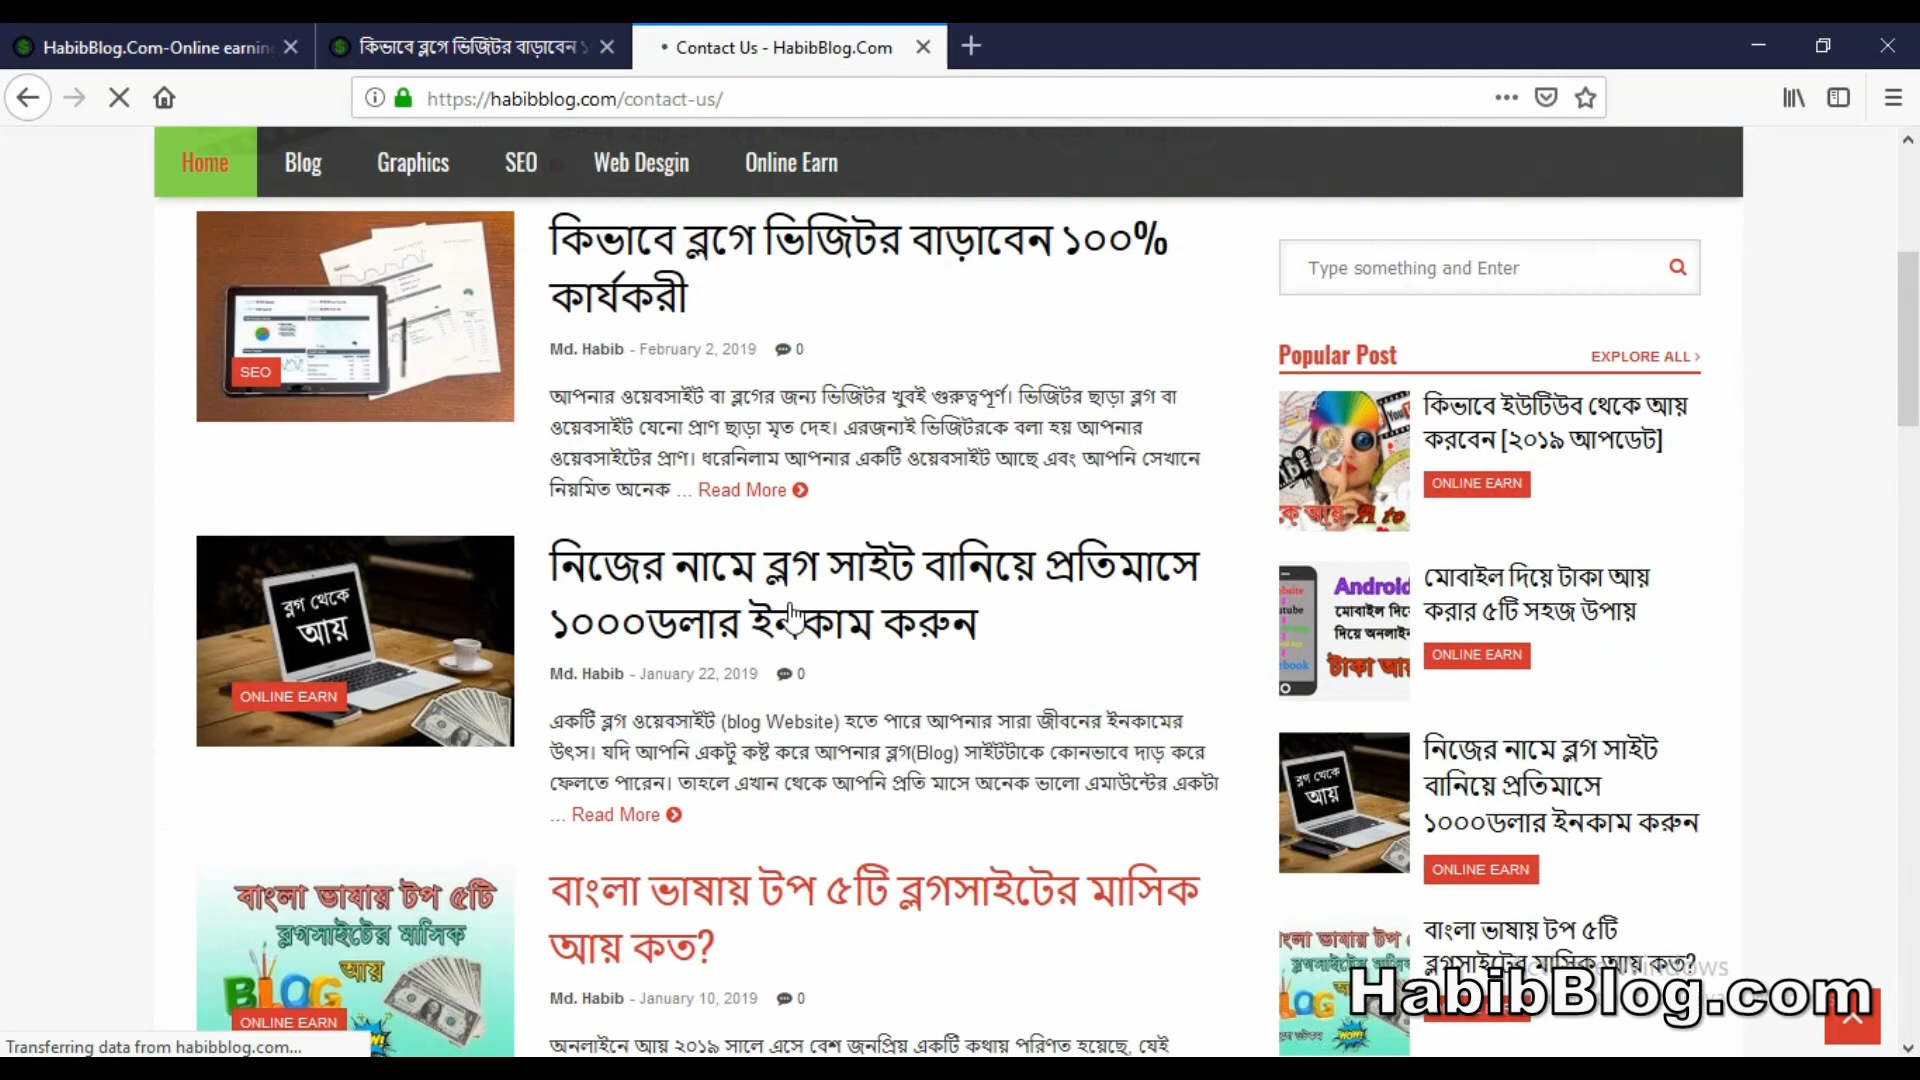 HabibBlog.Com-Online earnin
কিভাবে ব্লগে ভিজিটর বাড়াবেন ১
Contact Us - HabibBlog.Com
https://habibblog.com/contact-us/
Home
Blog
Graphics
SEO
Web Desgin
Online Earn
কিভাবে ব্লগে ভিজিটর বাড়াবেন ১০০%
কার্যকরী
Md. Habib - February 2, 2019 0
আপনার ওয়েবসাইট বা ব্লগের জন্য ভিজিটর খুবই গুরুত্বপূর্ণ। ভিজিটর ছাড়া ব্লগ বা
ওয়েবসাইট যেনো প্রাণ ছাড়া মৃত দেহ। এরজন্যই ভিজিটরকে বলা হয় আপনার
ওয়েবসাইটের প্রাণ। ধরেনিলাম আপনার একটি ওয়েবসাইট আছে এবং আপনি সেখানে
নিয়মিত অনেক ... Read More
SEO
ব্লগ থেকে
আয়
ONLINE EARN
নিজের নামে ব্লগ সাইট বানিয়ে প্রতিমাসে
১০০০ডলার ইনকাম করুন
Md. Habib - January 22, 2019 0
একটি ব্লগ ওয়েবসাইট (blog Website) হতে পারে আপনার সারা জীবনের ইনকামের
উৎস। যদি আপনি একটু কষ্ট করে আপনার ব্লগ(Blog) সাইটটাকে কোনভাবে দাড় করে
ফেলতে পারেন। তাহলে এখান থেকে আপনি প্রতি মাসে অনেক ভালো এমাউন্টের একটা
... Read More
বাংলা ভাষায় টপ ৫টি
ব্লগসাইটের মাসিক
আয়
BLOG
ONLINE EARN
বাংলা ভাষায় টপ ৫টি ব্লগসাইটের মাসিক
আয় কত?
Md. Habib - January 10, 2019 0
অনলাইনে আয় ২০১৯ সালে এসে বেশ জনপ্রিয় একটি কথায় পরিণত হয়েছে, যেই
Type something and Enter
Popular Post
EXPLORE ALL
কিভাবে ইউটিউব থেকে আয়
করবেন [২০১৯ আপডেট]
ONLINE EARN
Android
মোবাইল দিয়ে
দিয়ে অনলাইন
টাকা আয়
মোবাইল দিয়ে টাকা আয়
করার ৫টি সহজ উপায়
ONLINE EARN
ব্লগ থেকে
আয়
নিজের নামে ব্লগ সাইট
বানিয়ে প্রতিমাসে
১০০০ডলার ইনকাম করুন
ONLINE EARN
বাংলা ভাষায় টপ ৫টি
ব্লগসাইটের মাসিক আয় কত?
HabibBlog.com
Transferring data from habibblog.com...